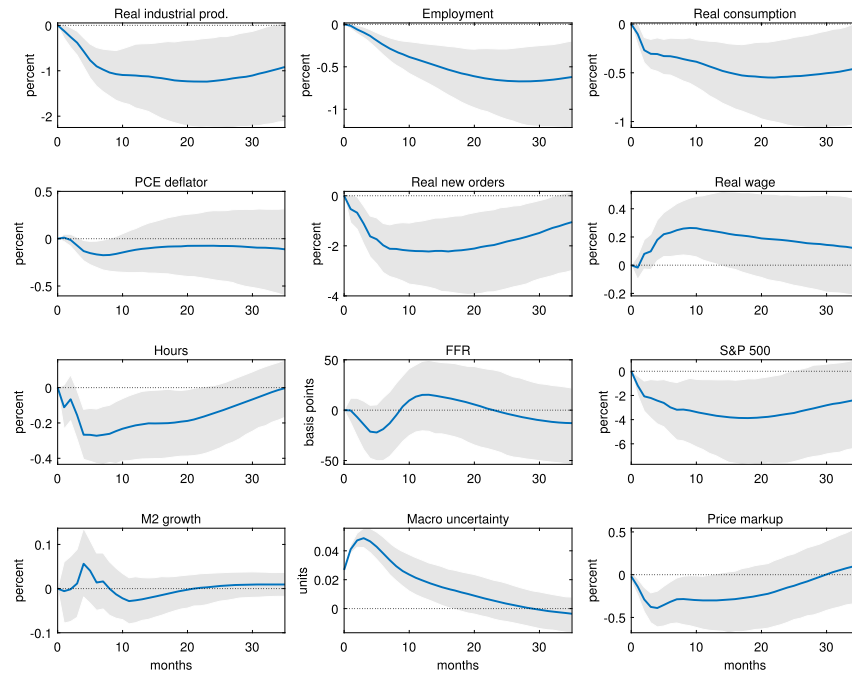 Real industrial prod.
percent
0
-1
-2
0 10 20 30
Employment
percent
0
-0.5
-1
0 10 20 30
Real consumption
percent
0
-0.5
-1
0 10 20 30
PCE deflator
percent
0.5
0
-0.5
0 10 20 30
Real new orders
percent
0
-2
-4
0 10 20 30
Real wage
percent
0.4
0.2
0
-0.2
0 10 20 30
Hours
percent
0
-0.2
-0.4
0 10 20 30
FFR
basis points
50
0
-50
0 10 20 30
S&P 500
percent
0
-2
-4
-6
0 10 20 30
M2 growth
percent
0.1
0
-0.1
0 10 20 30
months
Macro uncertainty
units
0.04
0.02
0
0 10 20 30
months
Price markup
percent
0.5
0
-0.5
0 10 20 30
months